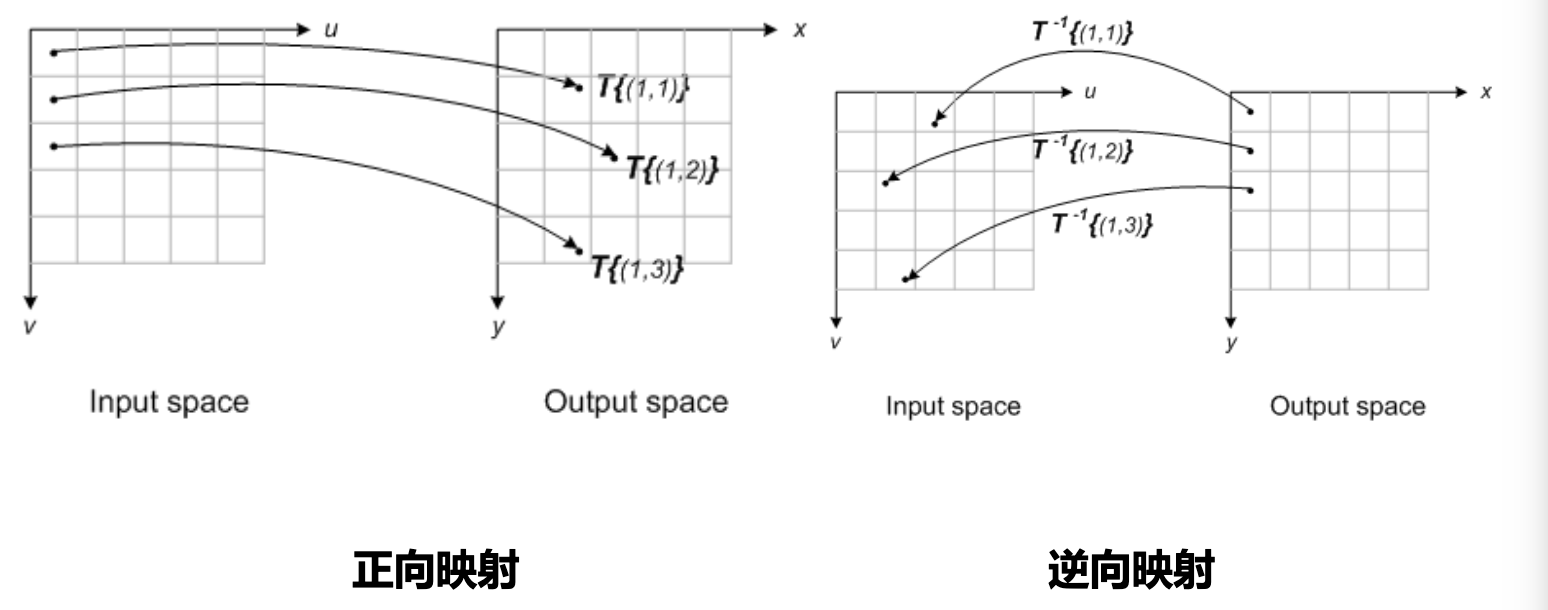 u
x
T{(1,1)}
T{(1,2)}
T{(1,3)}
v
y
Input space
Output space
正向映射
T⁻¹{(1,1)}
u
x
T⁻¹{(1,2)}
T⁻¹{(1,3)}
v
y
Input space
Output space
逆向映射